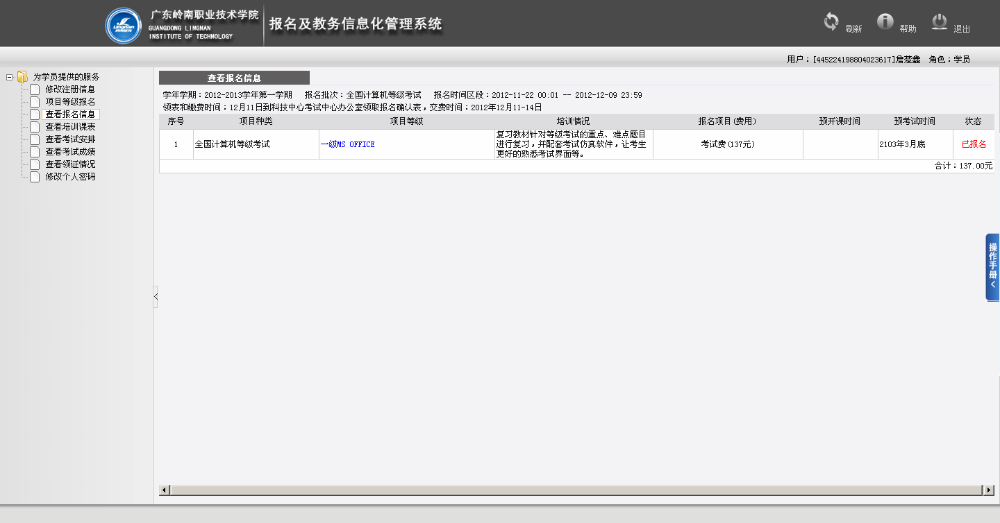 广东岭南职业技术学院
GUANGDONG LINGNAN
INSTITUTE OF TECHNOLOGY
报名及教务信息化管理系统
刷新
帮助
退出
用户：[445224198804023617]詹楚鑫 角色：学员
为学员提供的服务
修改注册信息
项目等级报名
查看报名信息
查看培训课表
查看考试安排
查看考试成绩
查看领证情况
修改个人密码
查看报名信息
学年学期：2012-2013学年第一学期 报名批次：全国计算机等级考试 报名时间区段：2012-11-22 00:01 -- 2012-12-09 23:59
领表和缴费时间：12月11日到科技中心考试中心办公室领取报名确认表，交费时间：2012年12月11-14日
序号 项目种类 项目等级 培训情况 报名项目(费用) 预开课时间 预考试时间 状态
1 全国计算机等级考试 一级MS OFFICE
复习教材针对等级考试的重点、难点题目
进行复习，并配套考试仿真软件，让考生
更好的熟悉考试界面等。
考试费(137元) 2103年3月底 已报名
合计：137.00元
操作手册